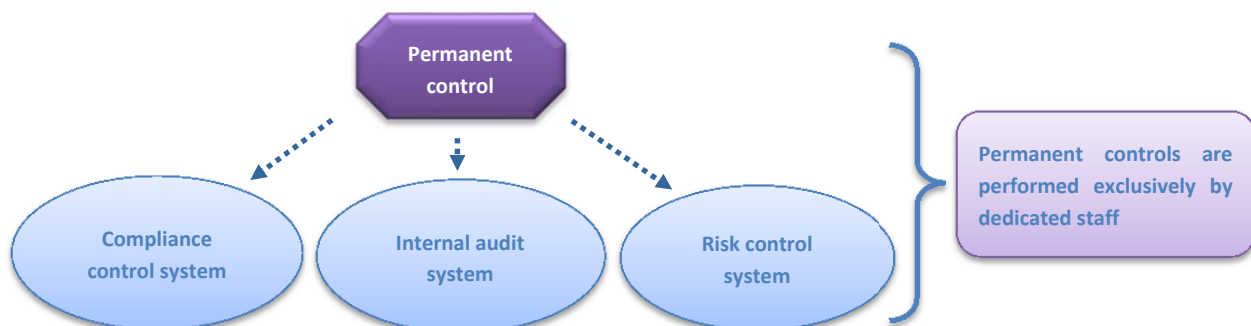 Permanent
control
Compliance
control system
Internal audit
system
Risk control
system
Permanent controls are
performed exclusively by
dedicated staff